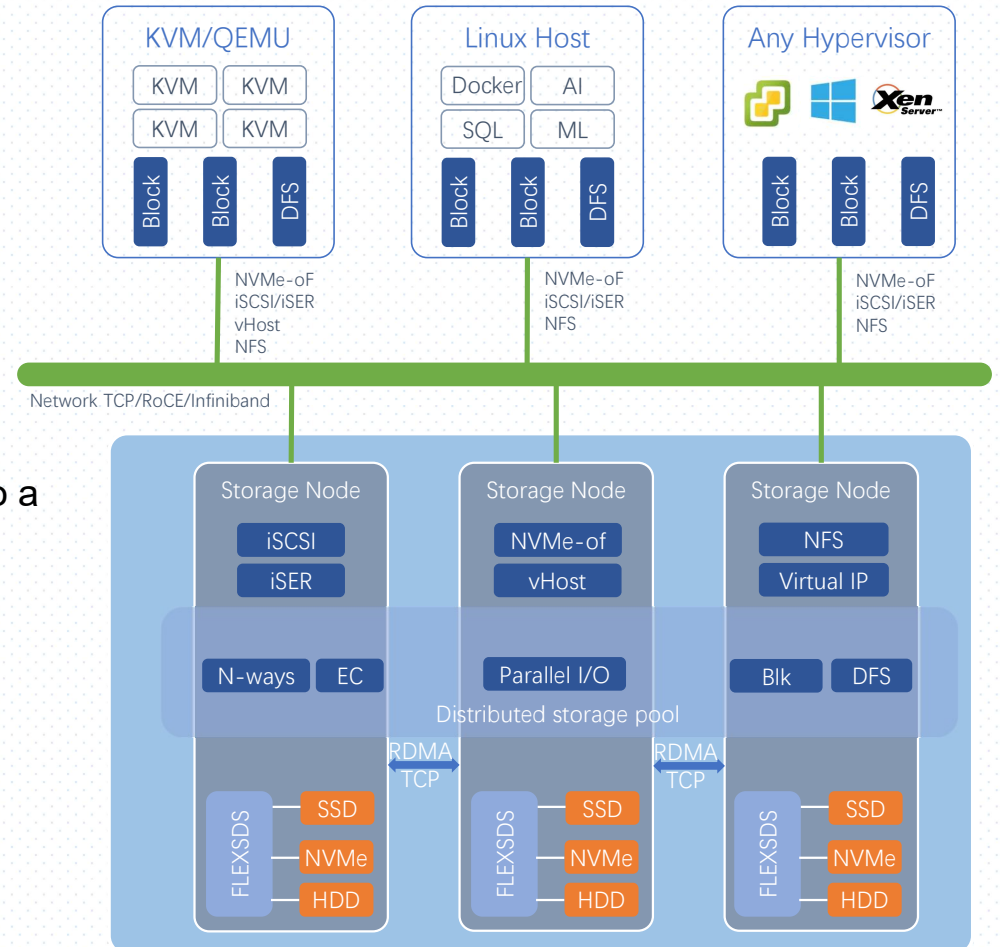 KVM/QEMU
KVM
KVM
KVM
KVM
Block
Block
DFS
Linux Host
Docker
AI
SQL
ML
Block
Block
DFS
Any Hypervisor
Xen
Server™
Block
Block
DFS
NVMe-oF
iSCSI/iSER
vHost
NFS
NVMe-oF
iSCSI/iSER
NFS
NVMe-oF
iSCSI/iSER
NFS
Network TCP/RoCE/Infiniband
a
Storage Node
iSCSI
iSER
Storage Node
NVMe-of
vHost
Storage Node
NFS
Virtual IP
N-ways
EC
Parallel I/O
Blk
DFS
Distributed storage pool
RDMA
TCP
RDMA
TCP
FLEXSDS
SSD
NVMe
HDD
FLEXSDS
SSD
NVMe
HDD
FLEXSDS
SSD
NVMe
HDD